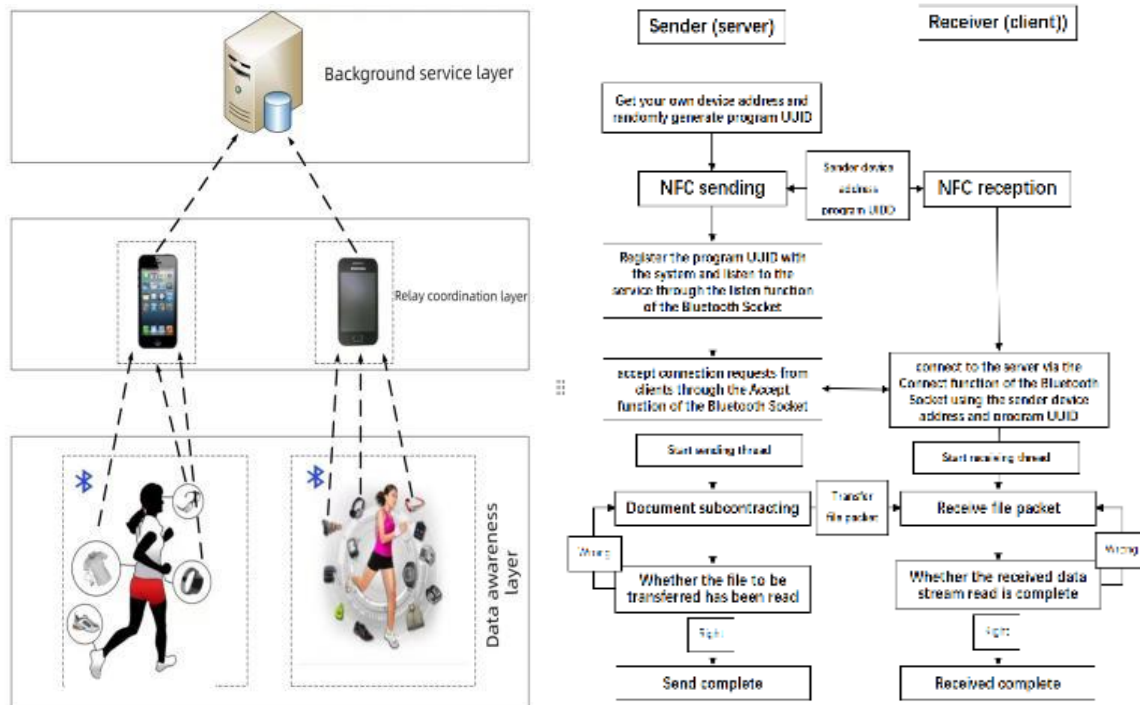 Background service layer
Relay coordination layer
Data awareness
layer
Sender (server)
Receiver (client))
Get your own device address and
randomly generate program UUID
NFC sending
Sender device
address
program UIDD
NFC reception
Register the program UUID with
the system and listen to the
service through the listen function
of the Bluetooth Socket
accept connection requests from
clients through the Accept
function of the Bluetooth Socket
connect to the server via the
Connect function of the Bluetooth
Socket using the sender device
address and program UUID
Start sending thread
Start receiving thread
Document subcontracting
Transfer
file packet
Receive file packet
Wrong
Wrong
Whether the file to be
transferred has been read
Whether the received data
stream read is complete
Right
Right
Send complete
Received complete